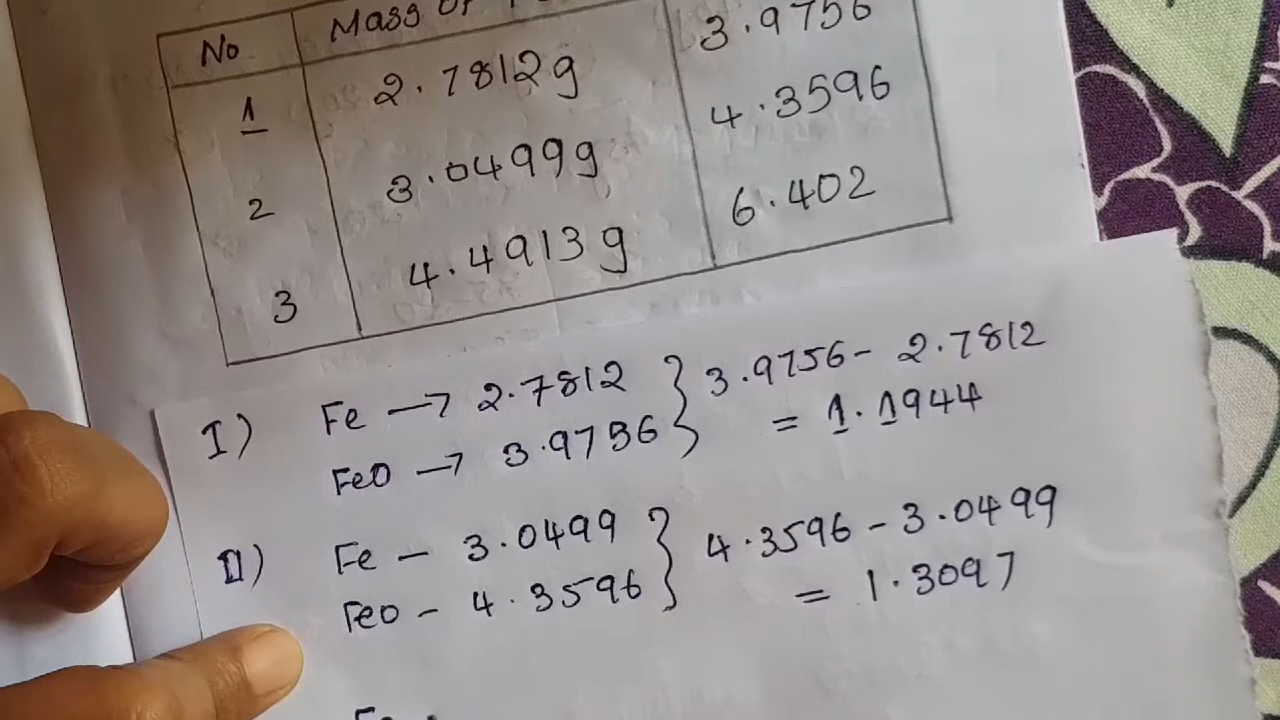 No Mass of
1 2.7812g 3.9756
2 3.0499g 4.3596
3 4.4913g 6.402
I) Fe → 2.7812 } 3.9756 - 2.7812
FeO → 3.9756 = 1.1944
II) Fe - 3.0499 } 4.3596 - 3.0499
FeO - 4.3596 = 1.3097